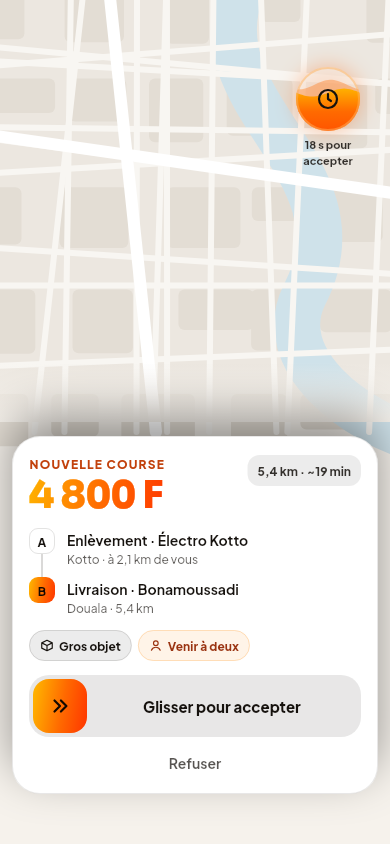 18 s pour
accepter
NOUVELLE COURSE
4 800 F
5,4 km · ~19 min
A
Enlèvement · Électro Kotto
Kotto · à 2,1 km de vous
B
Livraison · Bonamoussadi
Douala · 5,4 km
Gros objet
Venir à deux
Glisser pour accepter
Refuser